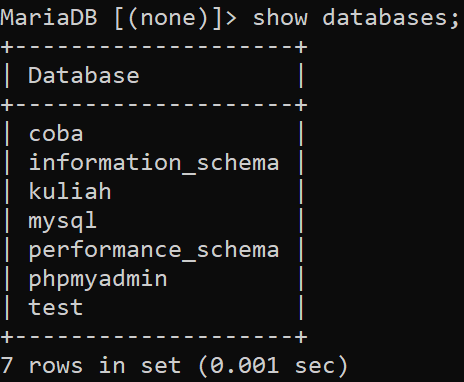 MariaDB [(none)]> show databases;
+--------------------+
| Database           |
+--------------------+
| coba               |
| information_schema |
| kuliah             |
| mysql              |
| performance_schema |
| phpmyadmin         |
| test               |
+--------------------+
7 rows in set (0.001 sec)